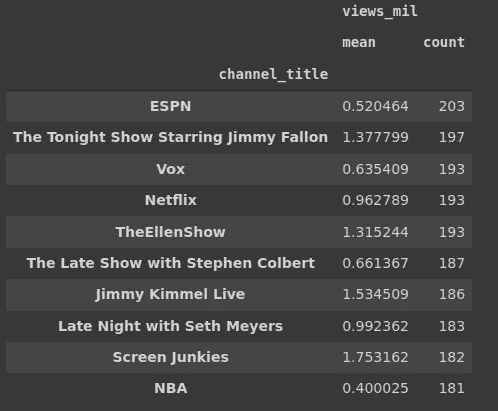 views_mil
mean count
channel_title
ESPN 0.520464 203
The Tonight Show Starring Jimmy Fallon 1.377799 197
Vox 0.635409 193
Netflix 0.962789 193
TheEllenShow 1.315244 193
The Late Show with Stephen Colbert 0.661367 187
Jimmy Kimmel Live 1.534509 186
Late Night with Seth Meyers 0.992362 183
Screen Junkies 1.753162 182
NBA 0.400025 181